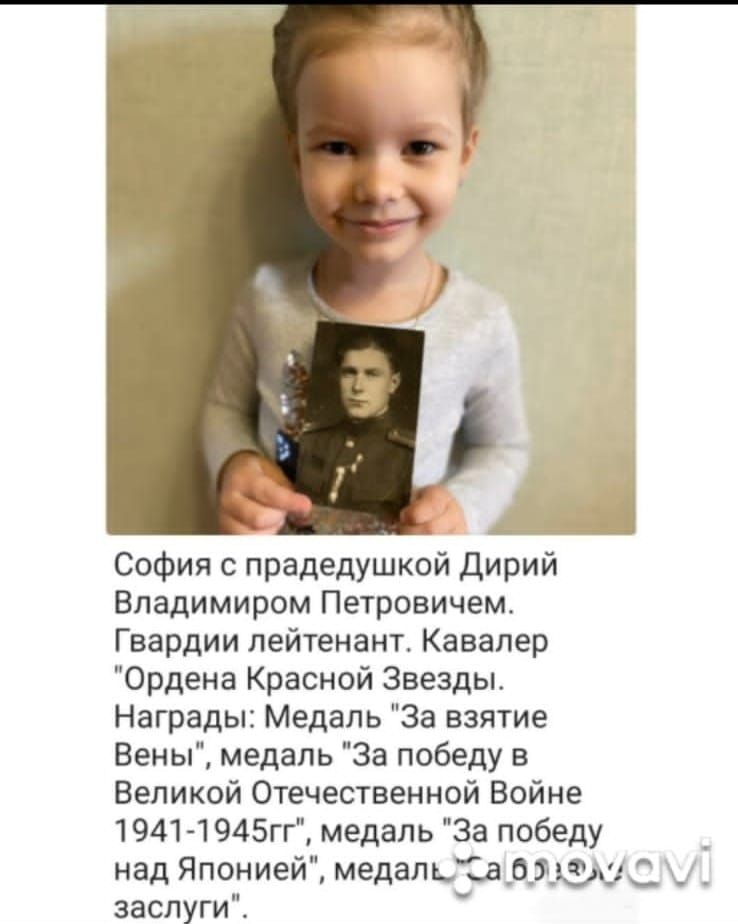 София с прадедушкой Дирий
Владимиром Петровичем.
Гвардии лейтенант. Кавалер
"Ордена Красной Звезды.
Награды: Медаль "За взятие
Вены", медаль "За победу в
Великой Отечественной Войне
1941-1945гг", медаль "За победу
над Японией", медаль "За боевые
заслуги".
movavi